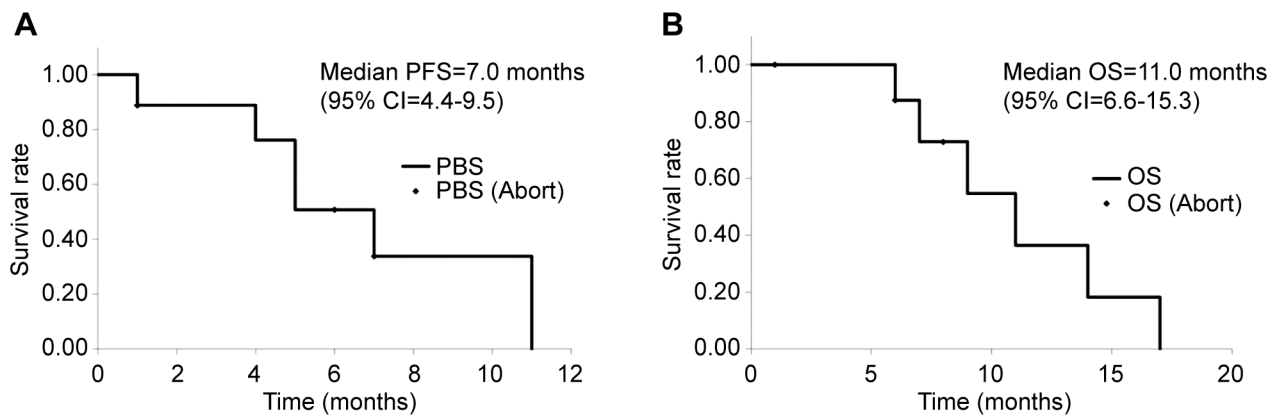 A
Median PFS=7.0 months
(95% CI=4.4-9.5)
PBS
PBS (Abort)
Survival rate
1.00
0.80
0.60
0.40
0.20
0.00
0 2 4 6 8 10 12
Time (months)
B
Median OS=11.0 months
(95% CI=6.6-15.3)
OS
OS (Abort)
Survival rate
1.00
0.80
0.60
0.40
0.20
0.00
0 5 10 15 20
Time (months)